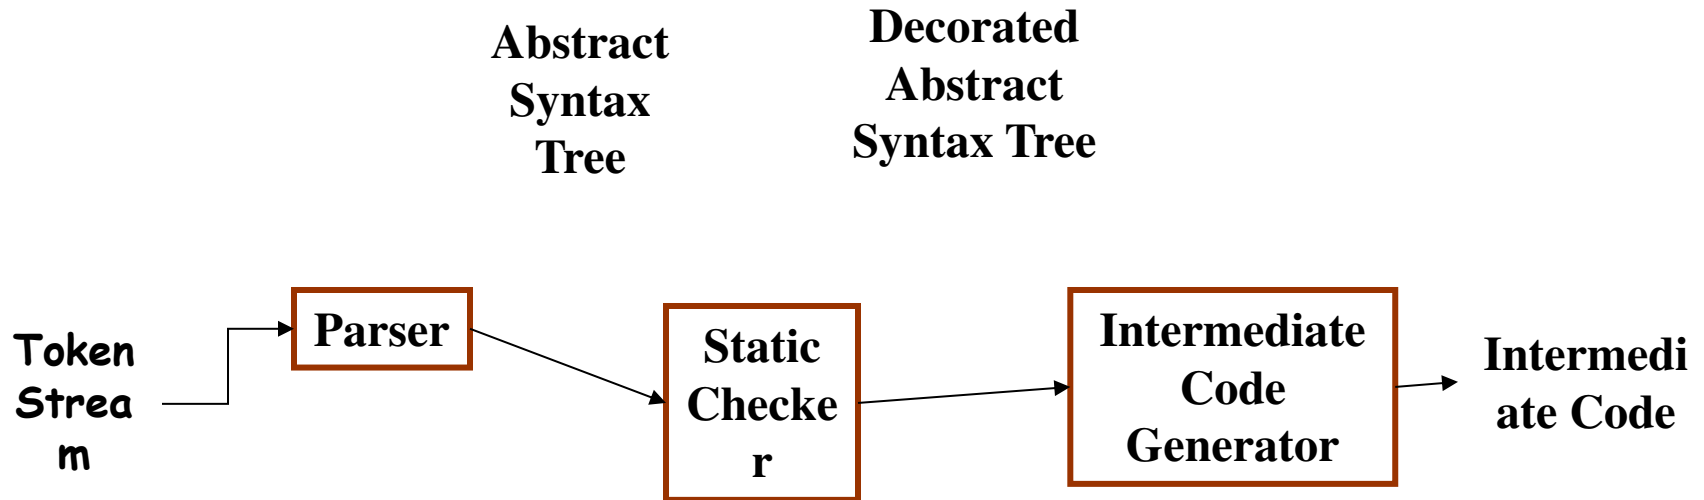 Abstract
Syntax
Tree
Decorated
Abstract
Syntax Tree
Token
Strea
m
Parser
Static
Checke
r
Intermediate
Code
Generator
Intermedi
ate Code